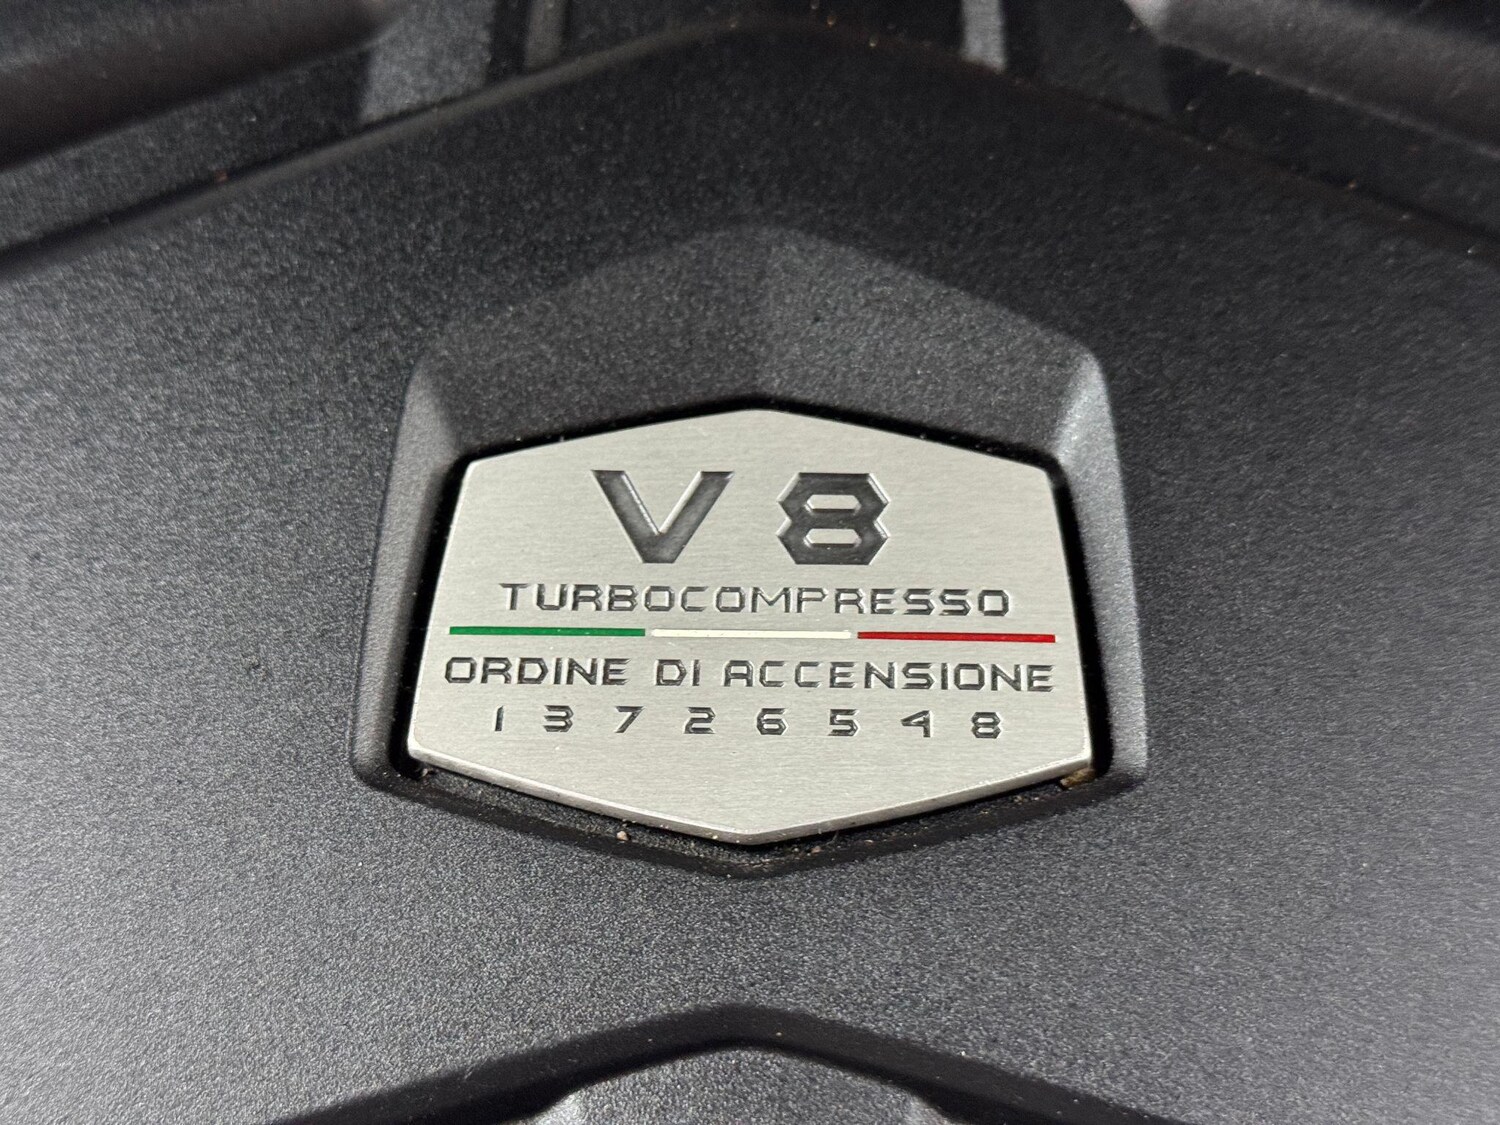 V8
TURBOCOMPRESSO
ORDINE DI ACCENSIONE
1 3 7 2 6 5 4 8